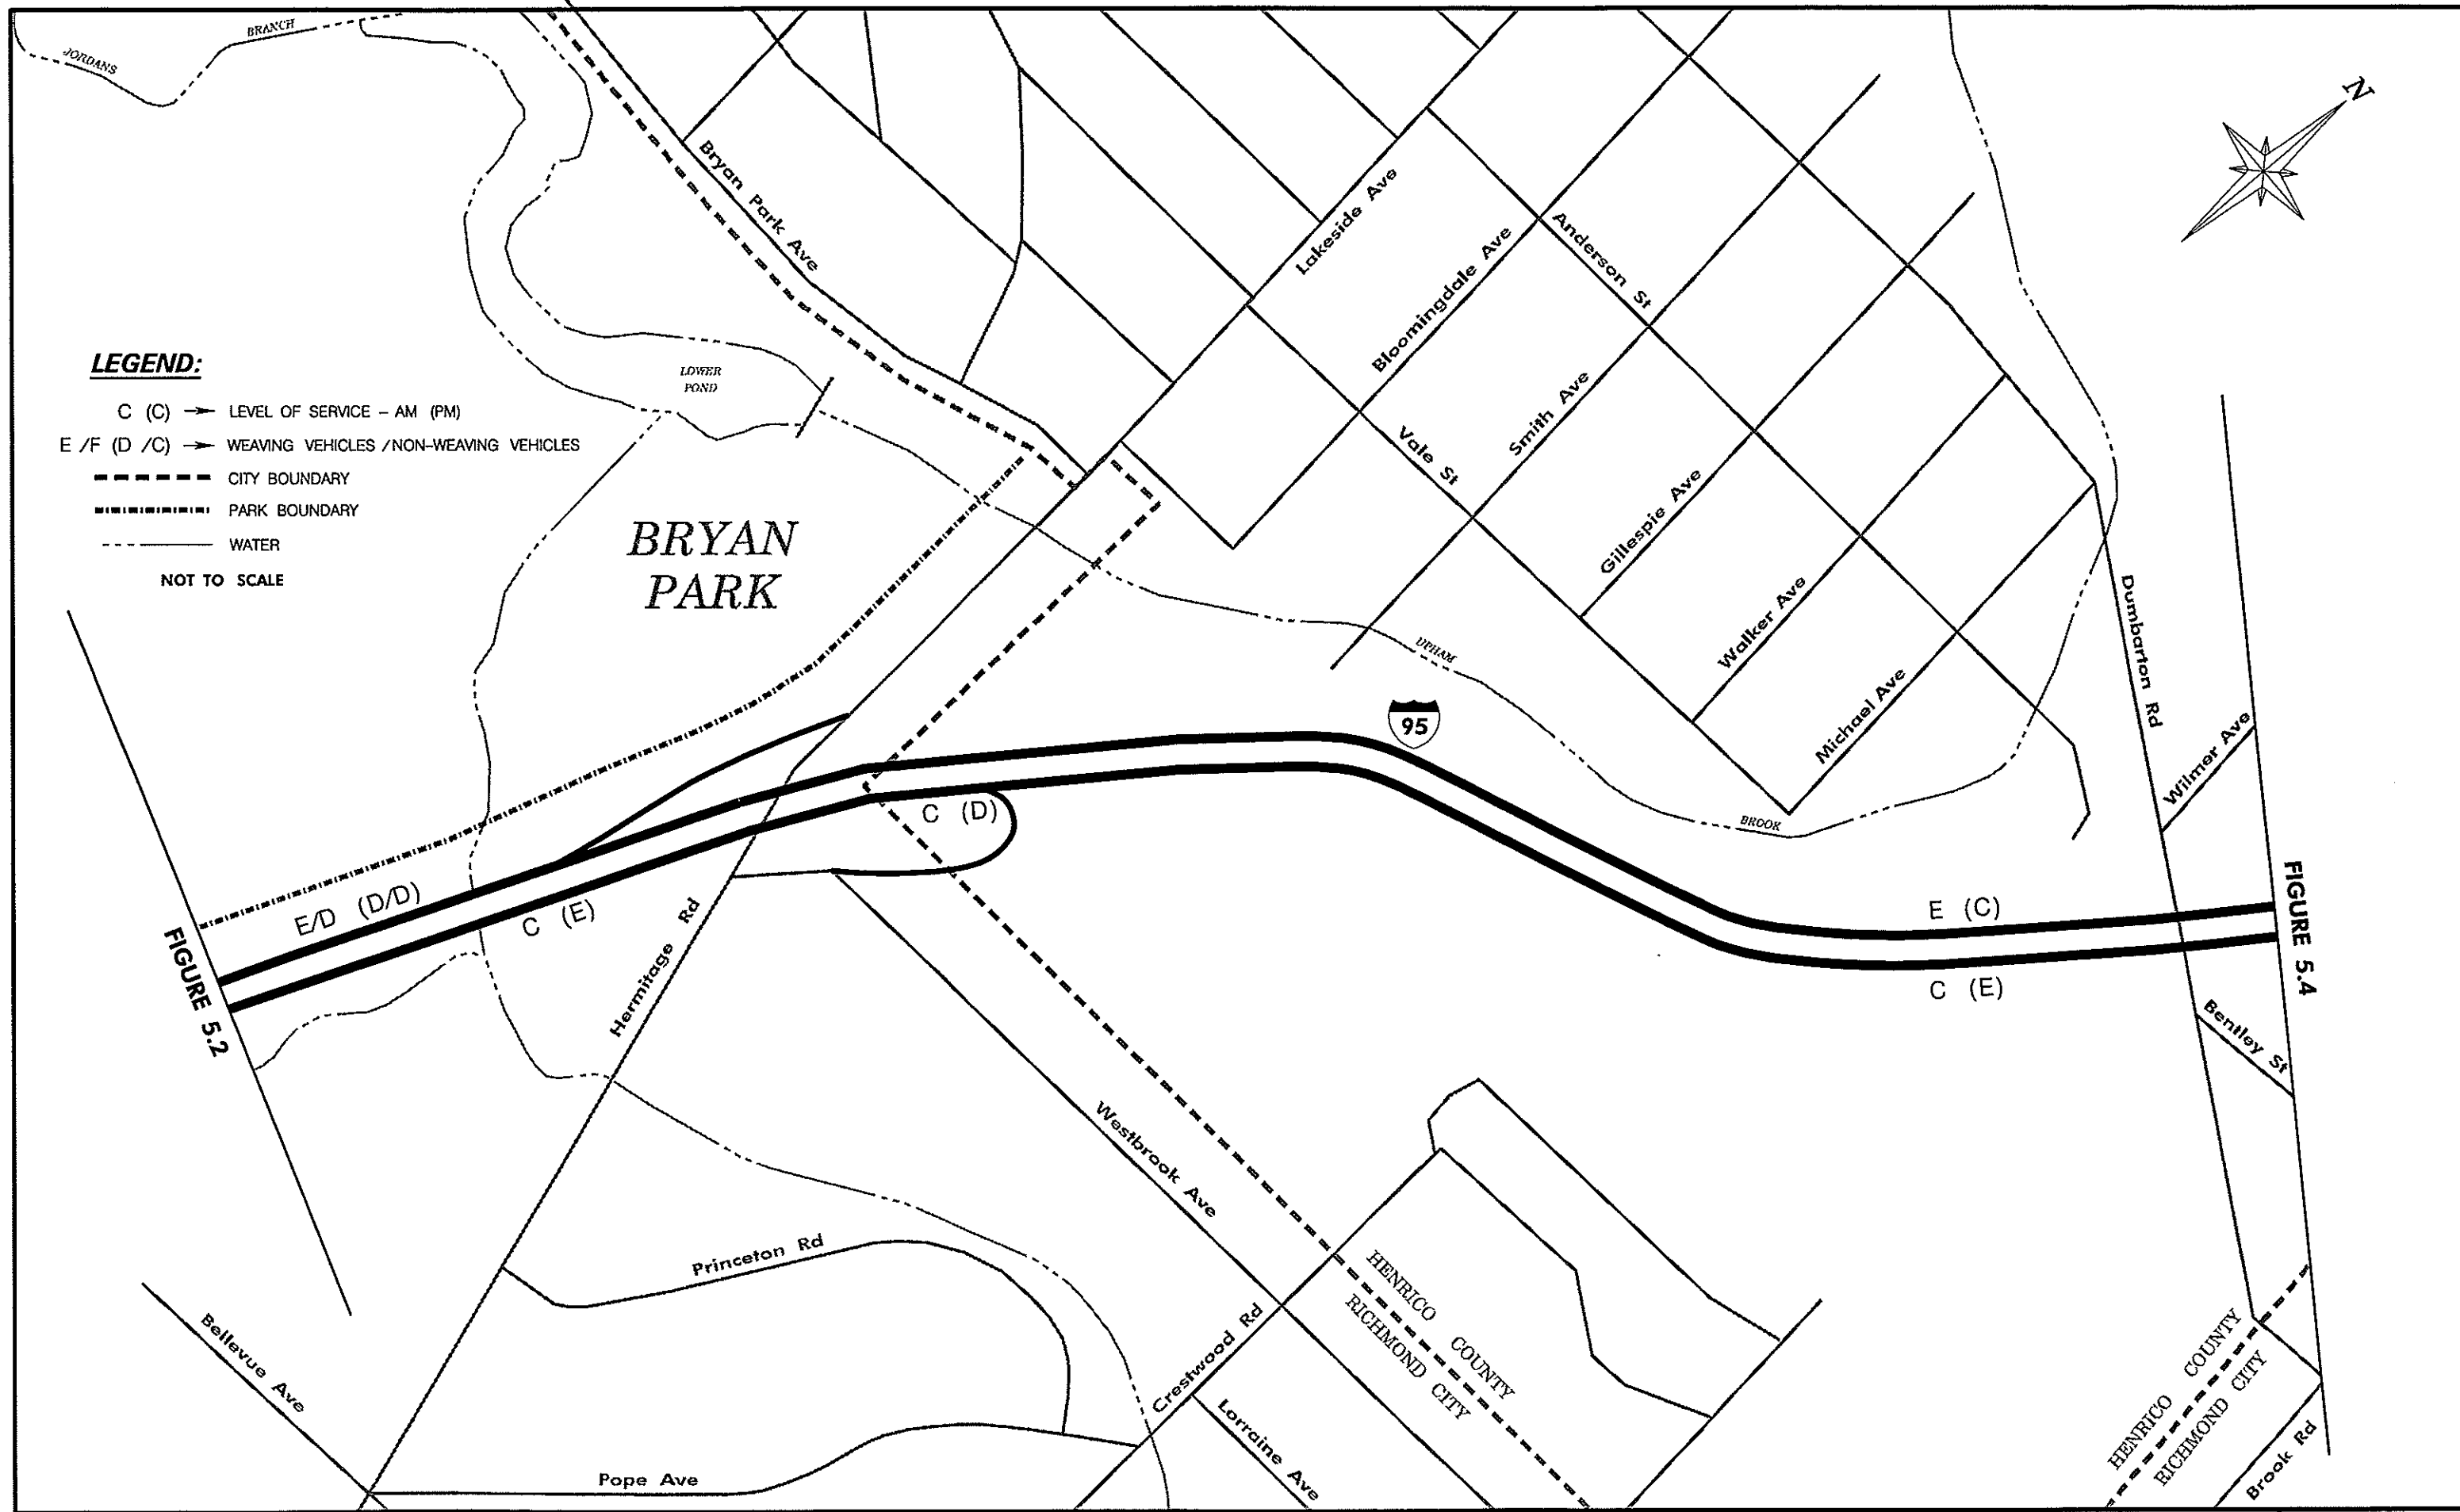 JORDANS
BRANCH
N
Bryan Park Ave
Lakeside Ave
Bloomingdale Ave
Anderson St
LEGEND:
C (C) → LEVEL OF SERVICE - AM (PM)
E /F (D /C) → WEAVING VEHICLES /NON-WEAVING VEHICLES
CITY BOUNDARY
PARK BOUNDARY
WATER
NOT TO SCALE
LOWER
POND
BRYAN
PARK
Vale St
Smith Ave
Gillespie Ave
Walker Ave
Michael Ave
UPHAM
BROOK
Dumbarton Rd
Wilmer Ave
95
C (D)
E/D (D/D)
C (E)
E (C)
C (E)
FIGURE 5.2
FIGURE 5.4
Hermitage Rd
Bentley St
Westbrook Ave
Princeton Rd
Bellevue Ave
Pope Ave
Crestwood Rd
Lorraine Ave
HENRICO COUNTY
RICHMOND CITY
HENRICO COUNTY
RICHMOND CITY
Brook Rd